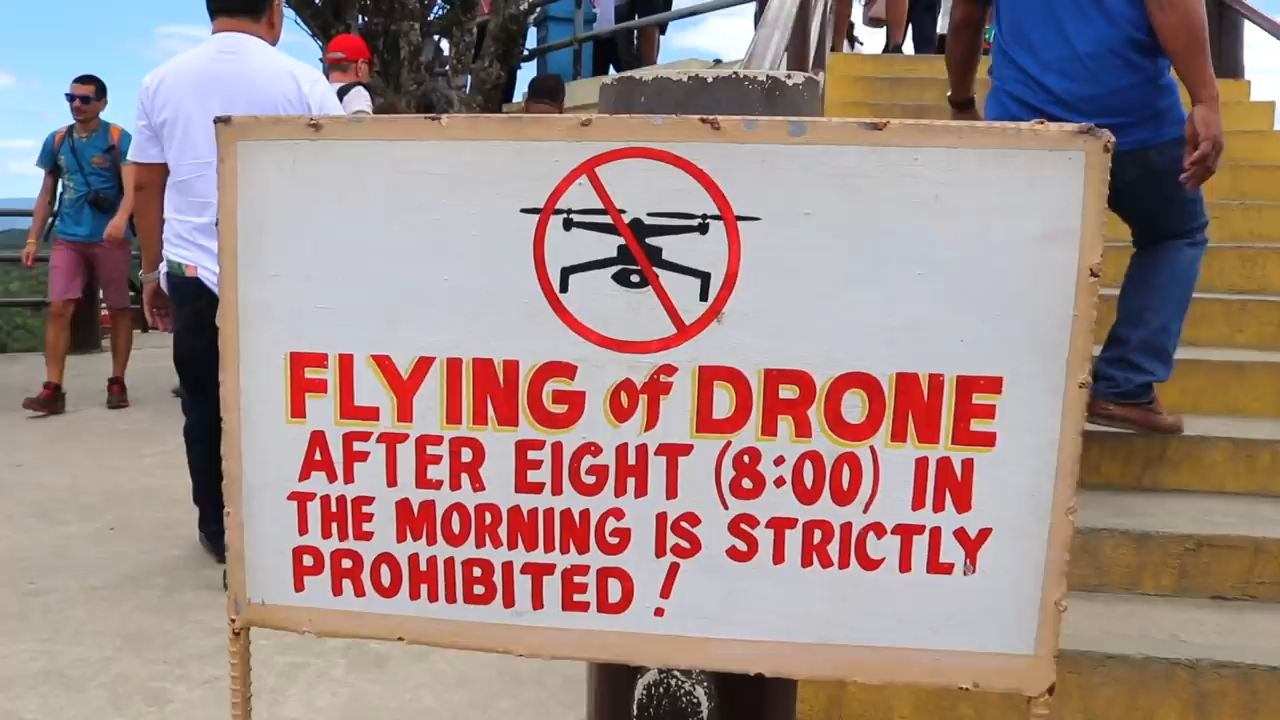 FLYING of DRONE
AFTER EIGHT (8:00) IN
THE MORNING IS STRICTLY
PROHIBITED !